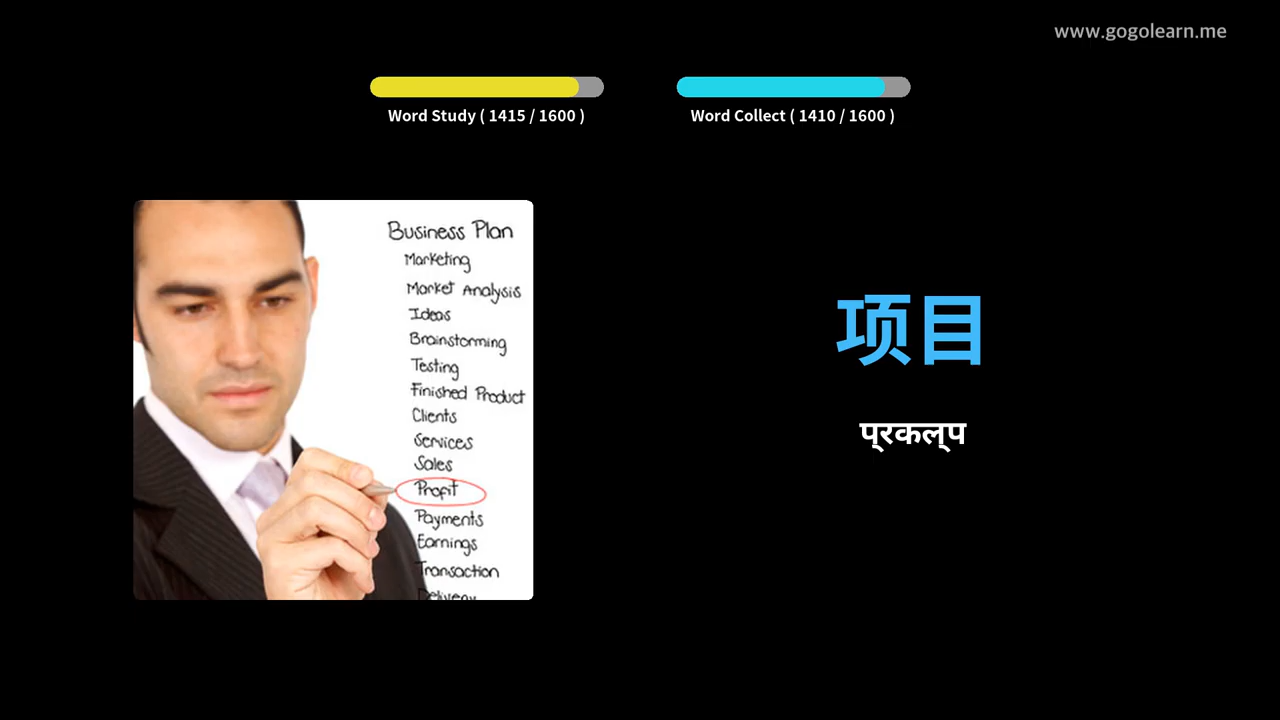 www.gogolearn.me
Word Study ( 1415 / 1600 )
Word Collect ( 1410 / 1600 )
Business Plan
Marketing
Market Analysis
Ideas
Brainstorming
Testing
Finished Product
Clients
Services
Sales
Profit
Payments
Earnings
Transaction
Delivery
项目
प्रकल्प